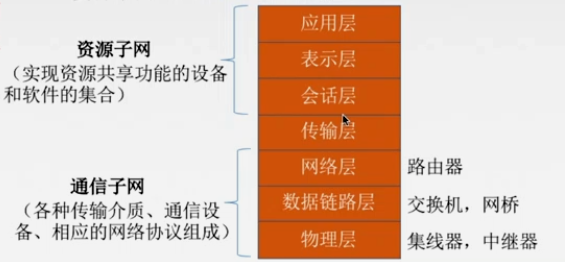 资源子网
（实现资源共享功能的设备
和软件的集合）
通信子网
（各种传输介质、通信设
备、相应的网络协议组成）
应用层
表示层
会话层
传输层
网络层 路由器
数据链路层 交换机，网桥
物理层 集线器，中继器